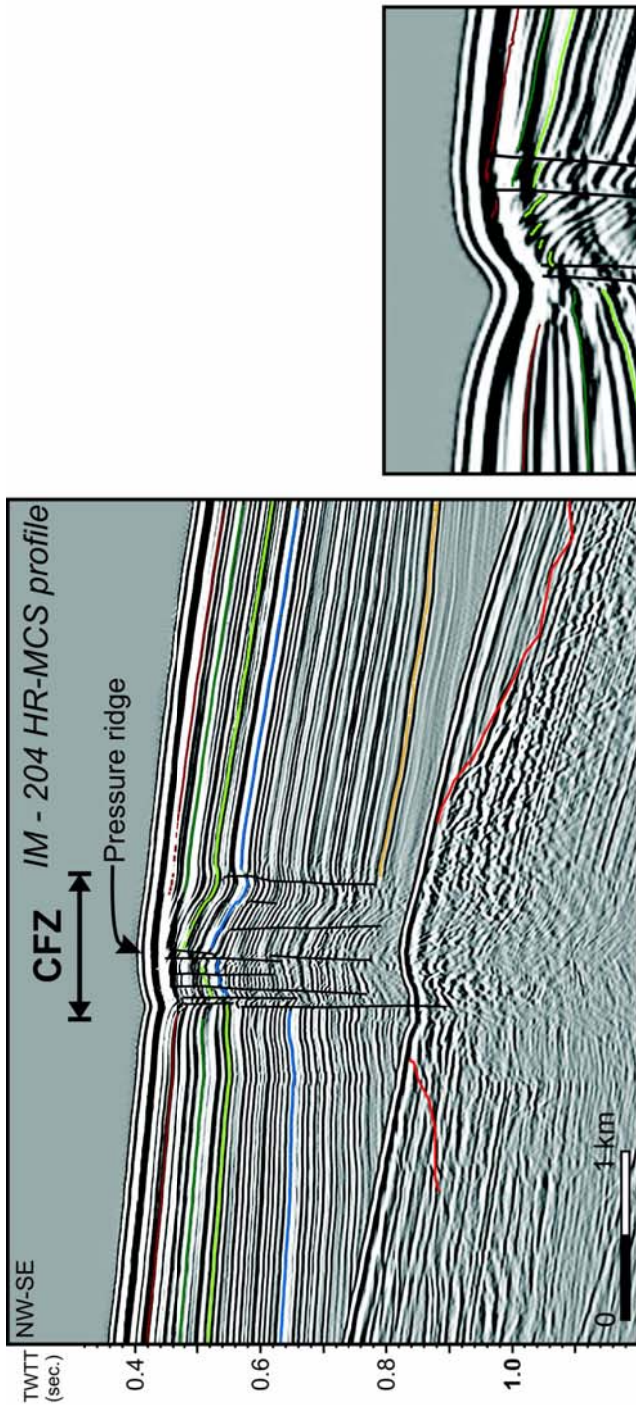 TWTT
(sec.)
NW-SE
CFZ
IM - 204 HR-MCS profile
Pressure ridge
0.4
0.6
0.8
1.0
0
1 km